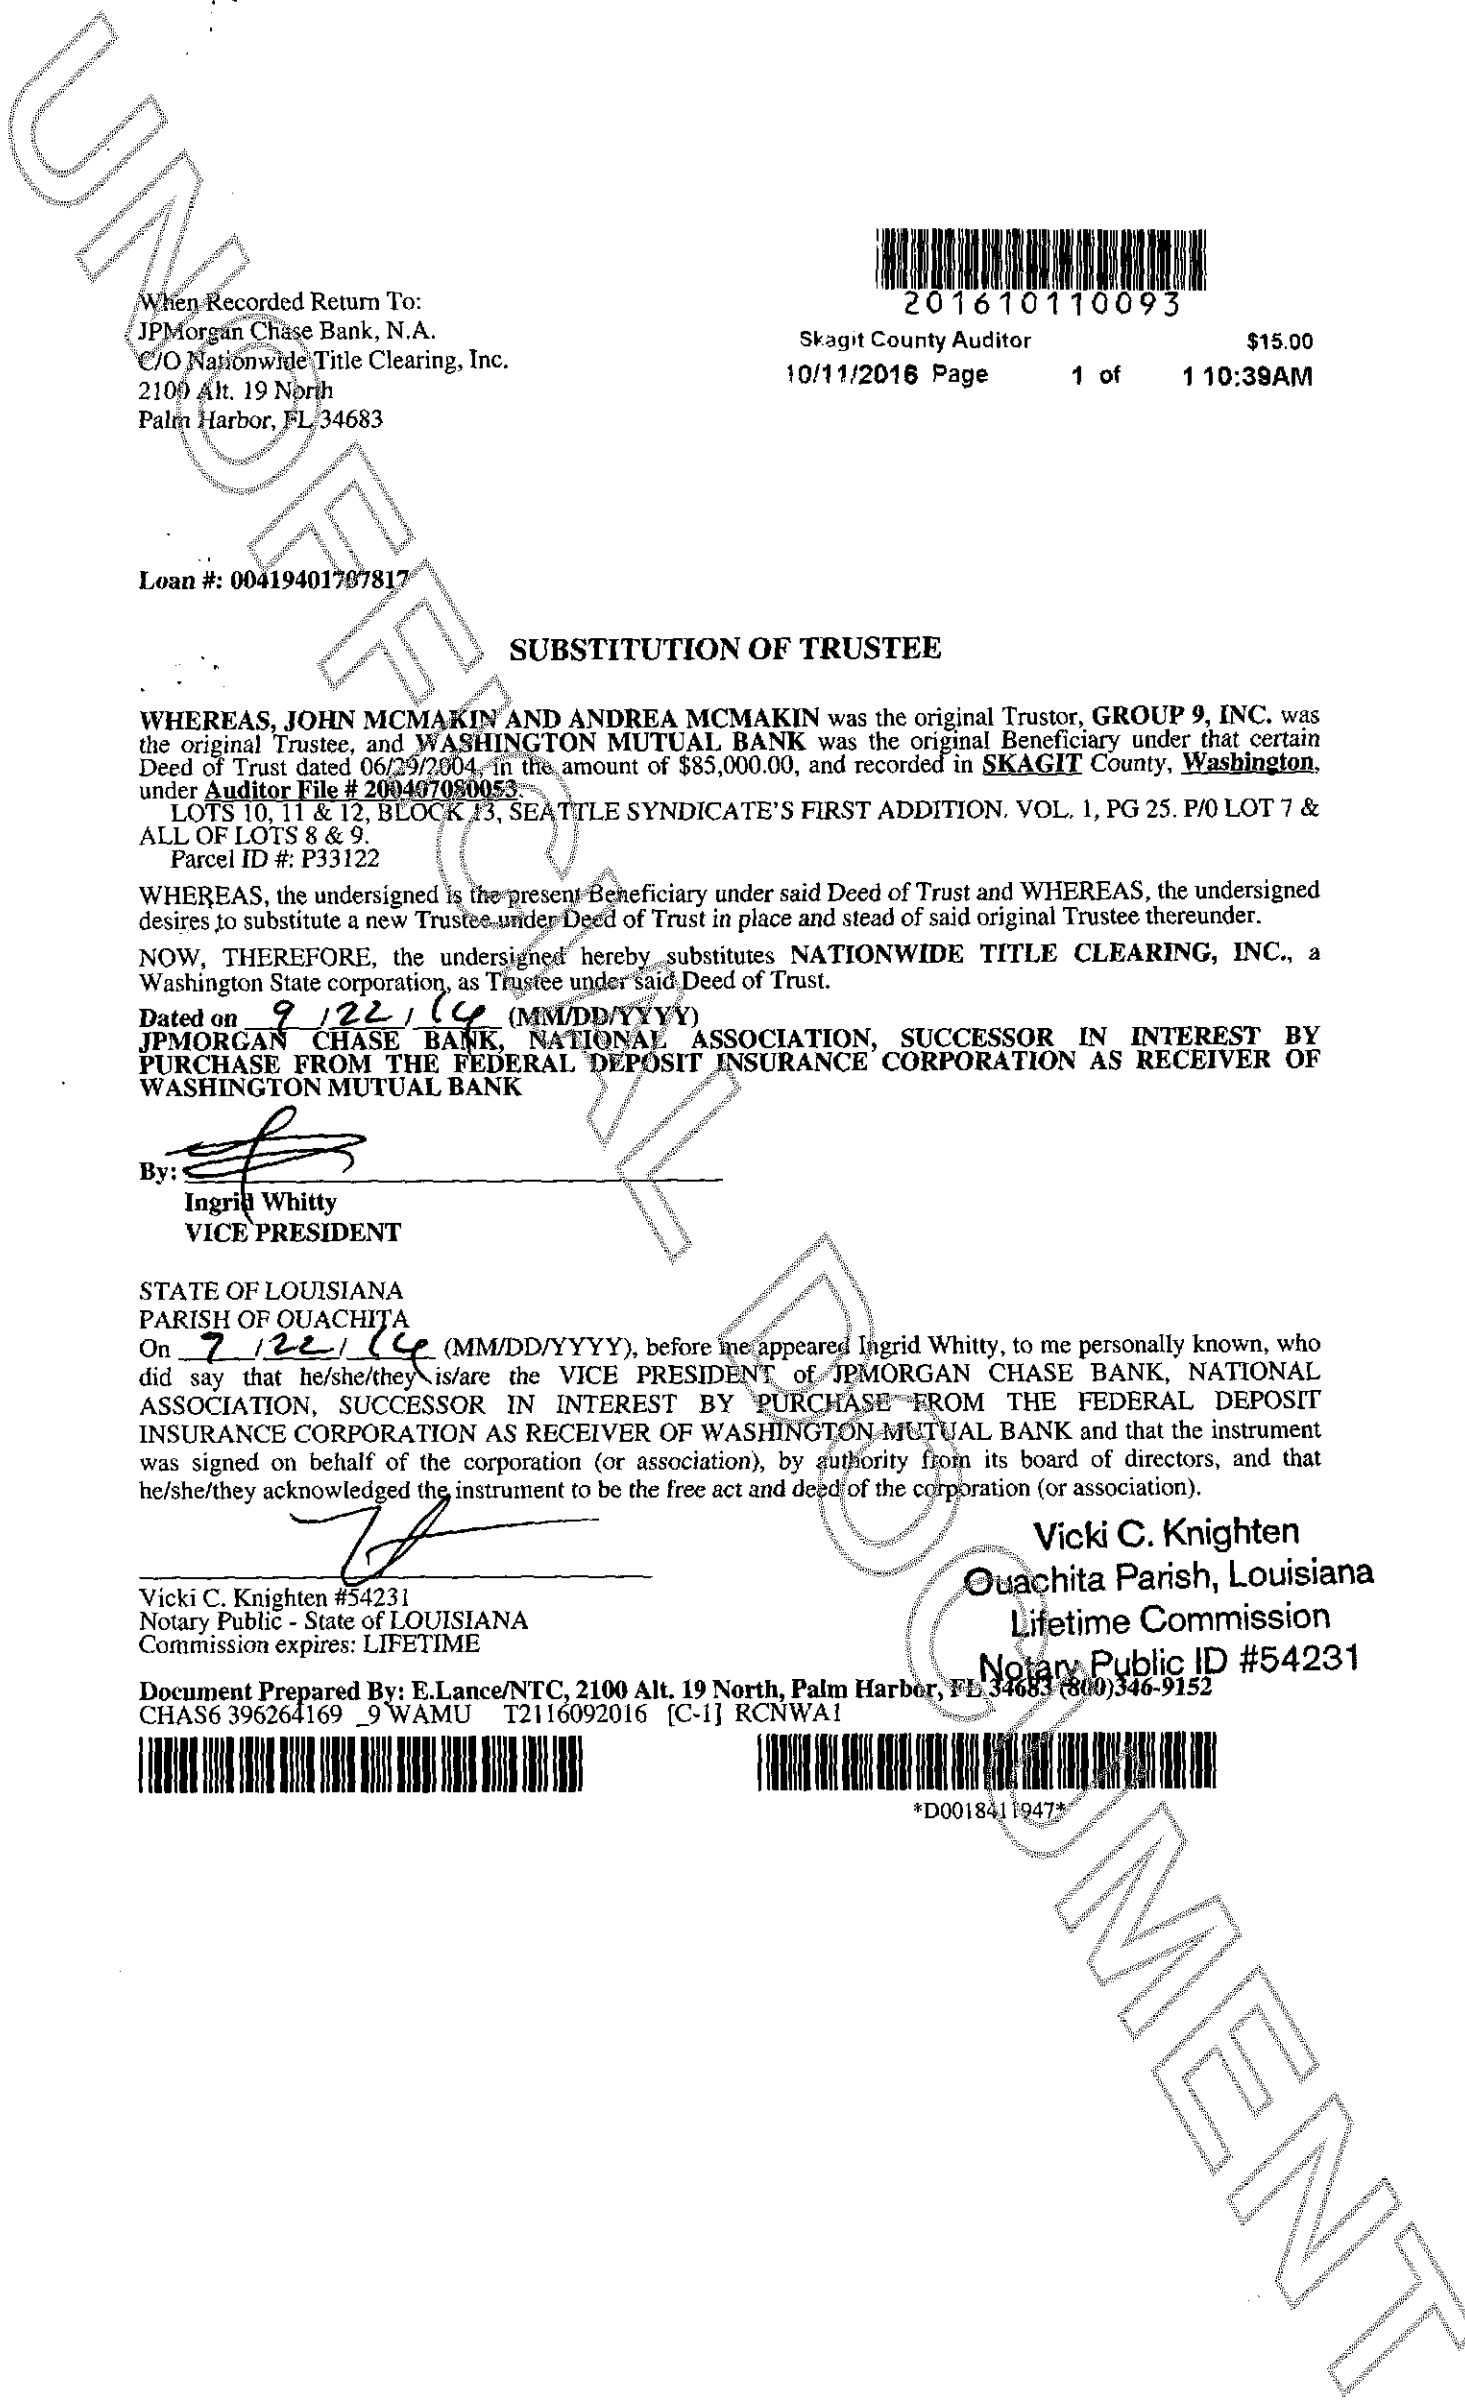 201610110093
Skagit County Auditor $15.00
10/11/2016 Page 1 of 1 10:39AM
When Recorded Return To:
JPMorgan Chase Bank, N.A.
C/O Nationwide Title Clearing, Inc.
2100 Alt. 19 North
Palm Harbor, FL 34683
Loan #: 00419401707817
SUBSTITUTION OF TRUSTEE
WHEREAS, JOHN MCMAKIN AND ANDREA MCMAKIN was the original Trustor, GROUP 9, INC. was
the original Trustee, and WASHINGTON MUTUAL BANK was the original Beneficiary under that certain
Deed of Trust dated 06/29/2004, in the amount of $85,000.00, and recorded in SKAGIT County, Washington,
under Auditor File # 200407080053.
LOTS 10, 11 & 12, BLOCK 13, SEATTLE SYNDICATE'S FIRST ADDITION. VOL. 1, PG 25. P/0 LOT 7 &
ALL OF LOTS 8 & 9.
Parcel ID #: P33122
WHEREAS, the undersigned is the present Beneficiary under said Deed of Trust and WHEREAS, the undersigned
desires to substitute a new Trustee under Deed of Trust in place and stead of said original Trustee thereunder.
NOW, THEREFORE, the undersigned hereby substitutes NATIONWIDE TITLE CLEARING, INC., a
Washington State corporation, as Trustee under said Deed of Trust.
Dated on 9 /22/ (MM/DD/YYYY)
JPMORGAN CHASE BANK, NATIONAL ASSOCIATION, SUCCESSOR IN INTEREST BY
PURCHASE FROM THE FEDERAL DEPOSIT INSURANCE CORPORATION AS RECEIVER OF
WASHINGTON MUTUAL BANK
By:
Ingrid Whitty
VICE PRESIDENT
STATE OF LOUISIANA
PARISH OF OUACHITA
On 9 /22/ (MM/DD/YYYY), before me appeared Ingrid Whitty, to me personally known, who
did say that he/she/they is/are the VICE PRESIDENT of JPMORGAN CHASE BANK, NATIONAL
ASSOCIATION, SUCCESSOR IN INTEREST BY PURCHASE FROM THE FEDERAL DEPOSIT
INSURANCE CORPORATION AS RECEIVER OF WASHINGTON MUTUAL BANK and that the instrument
was signed on behalf of the corporation (or association), by authority from its board of directors, and that
he/she/they acknowledged the instrument to be the free act and deed of the corporation (or association).
Vicki C. Knighten #54231
Notary Public - State of LOUISIANA
Commission expires: LIFETIME
Vicki C. Knighten
Ouachita Parish, Louisiana
Lifetime Commission
Notary Public ID #54231
Document Prepared By: E.Lance/NTC, 2100 Alt. 19 North, Palm Harbor, FL 34683 (800)346-9152
CHAS6 396264169 _9 WAMU T2116092016 [C-1] RCNWA1
*D0018411947*
UNOFFICIAL DOCUMENT